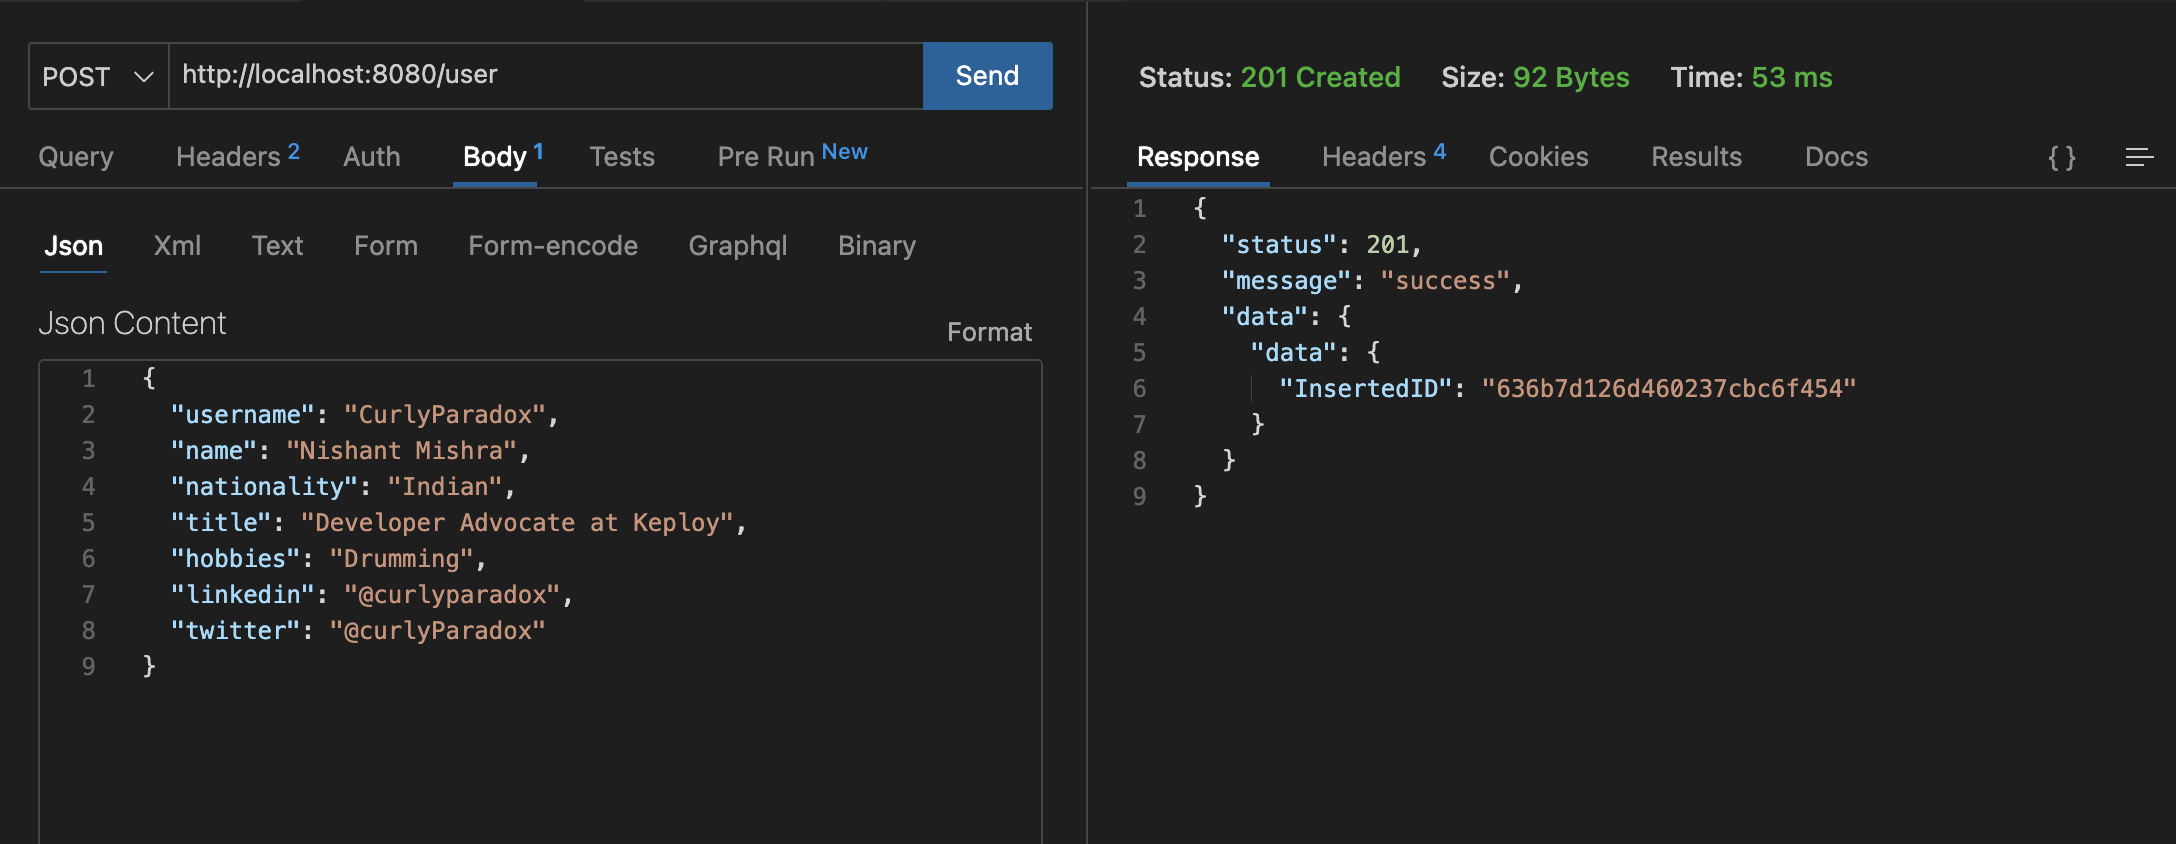 POST http://localhost:8080/user Send
Query Headers 2 Auth Body 1 Tests Pre Run New
Json Xml Text Form Form-encode Graphql Binary
Json Content Format
1 {
2 "username": "CurlyParadox",
3 "name": "Nishant Mishra",
4 "nationality": "Indian",
5 "title": "Developer Advocate at Keploy",
6 "hobbies": "Drumming",
7 "linkedin": "@curlyparadox",
8 "twitter": "@curlyParadox"
9 }
Status: 201 Created Size: 92 Bytes Time: 53 ms
Response Headers 4 Cookies Results Docs { }
1 {
2 "status": 201,
3 "message": "success",
4 "data": {
5 "data": {
6 "InsertedID": "636b7d126d460237cbc6f454"
7 }
8 }
9 }